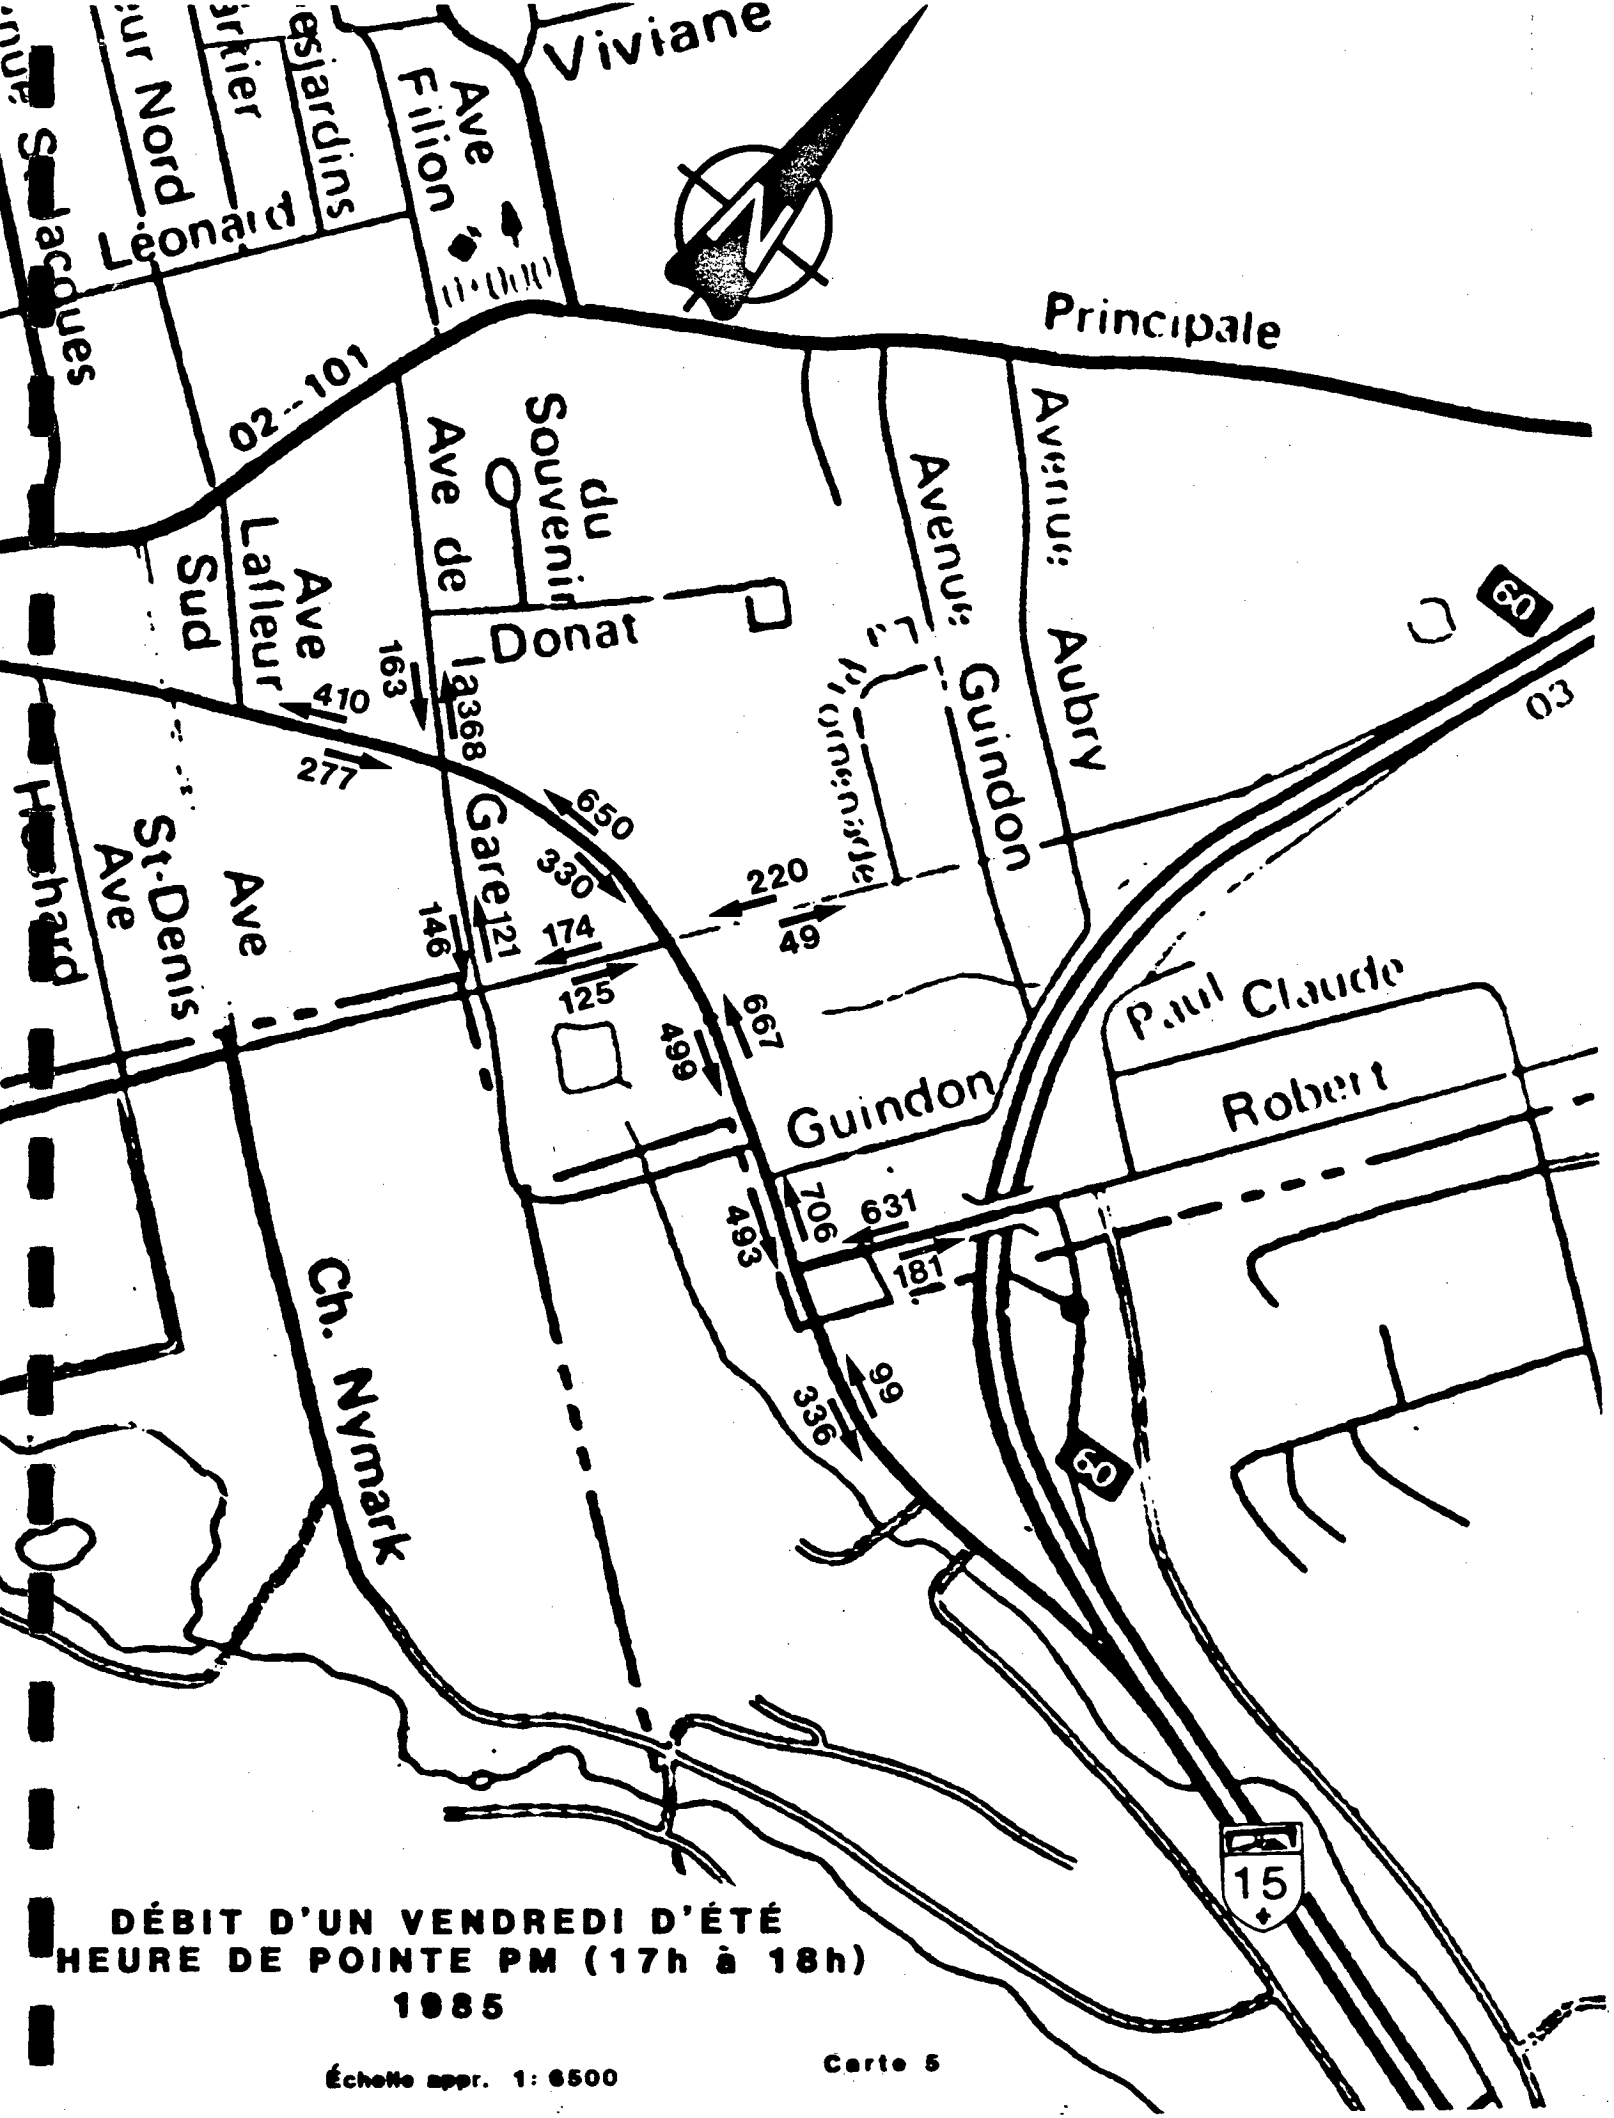 Viviane
Nord
Ave
Filion
Léonard
Principale
02--101
Ave de
la
Gare
Souvenir
du
Donat
Avenue
Guindon
Avenue
Aubry
60
03
Ave
Lafleur
Sud
163
368
410
277
650
330
220
49
146
121
174
125
St-Denis
Ave
Ave
667
499
Paul Claude
Guindon
Robert
706
493
631
181
Ch. Nymark
99
336
60
15
DÉBIT D'UN VENDREDI D'ÉTÉ
HEURE DE POINTE PM (17h à 18h)
1985
Échelle appr. 1: 6500
Carte 5